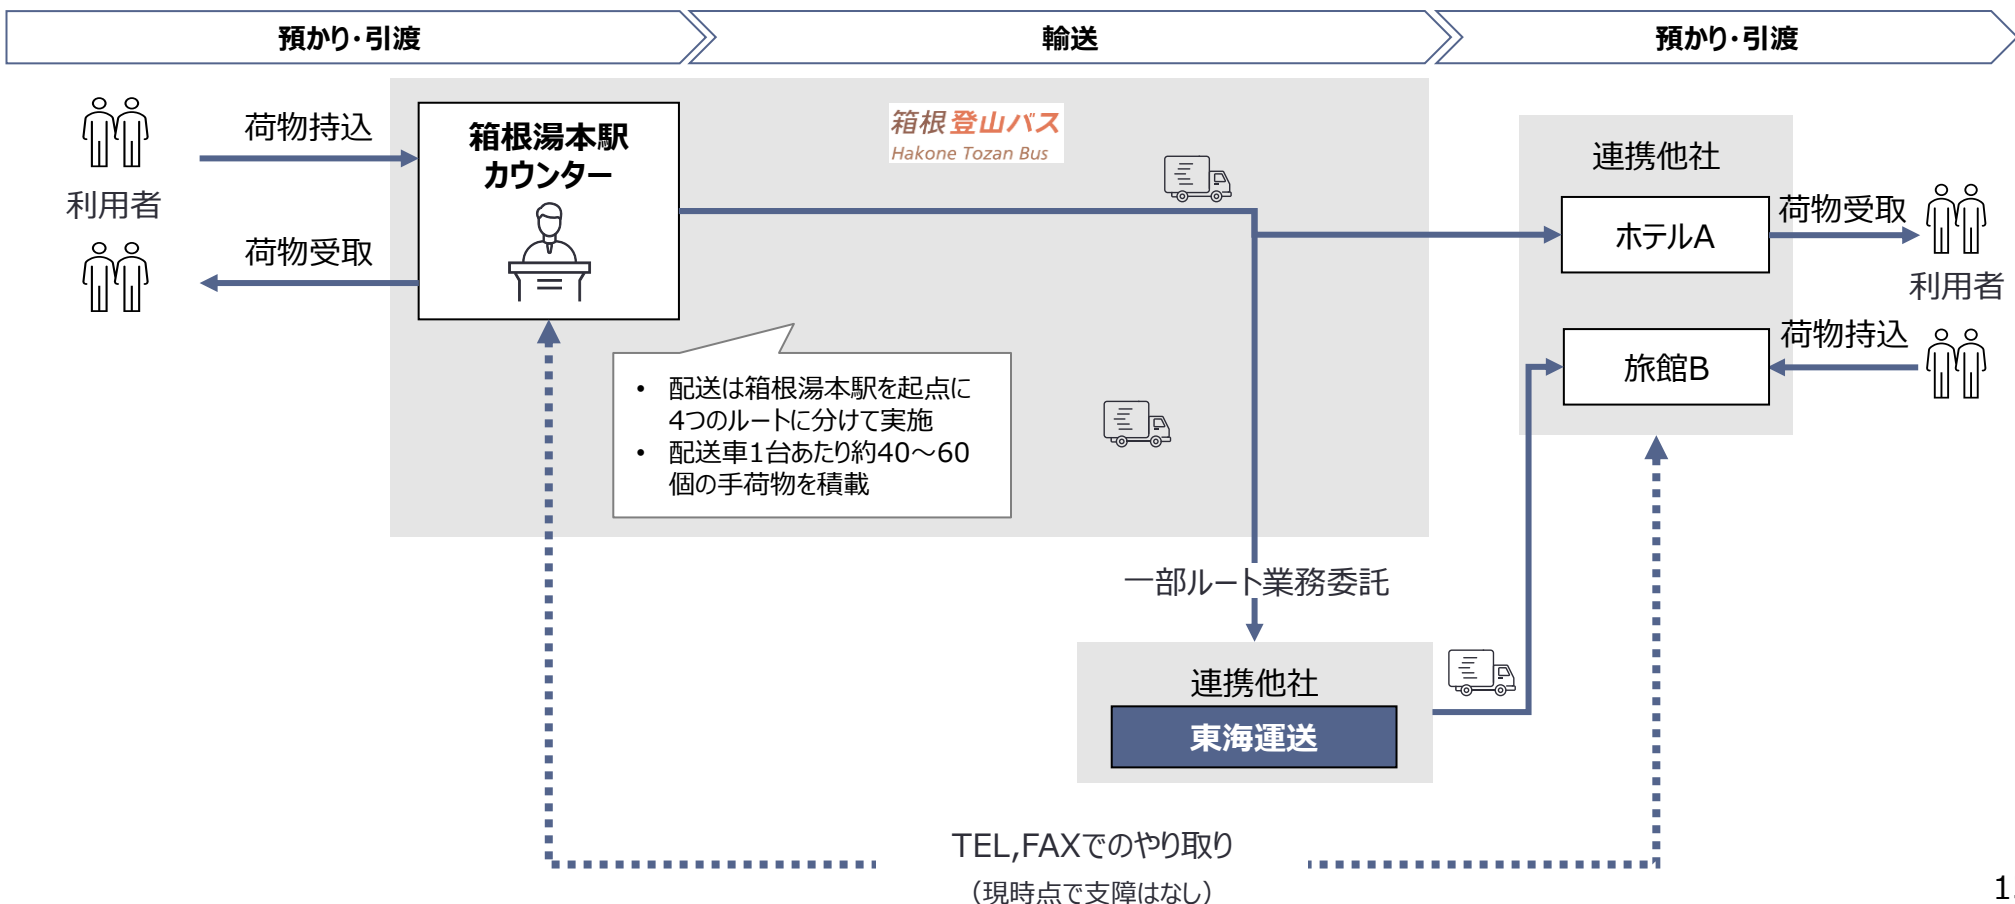 預かり・引渡
輸送
預かり・引渡
荷物持込
利用者
荷物受取
箱根湯本駅
カウンター
箱根登山バス
Hakone Tozan Bus
・ 配送は箱根湯本駅を起点に
4つのルートに分けて実施
・ 配送車1台あたり約40～60
個の手荷物を積載
連携他社
ホテルA
旅館B
荷物受取
利用者
荷物持込
一部ルート業務委託
連携他社
東海運送
TEL,FAXでのやり取り
（現時点で支障はなし）